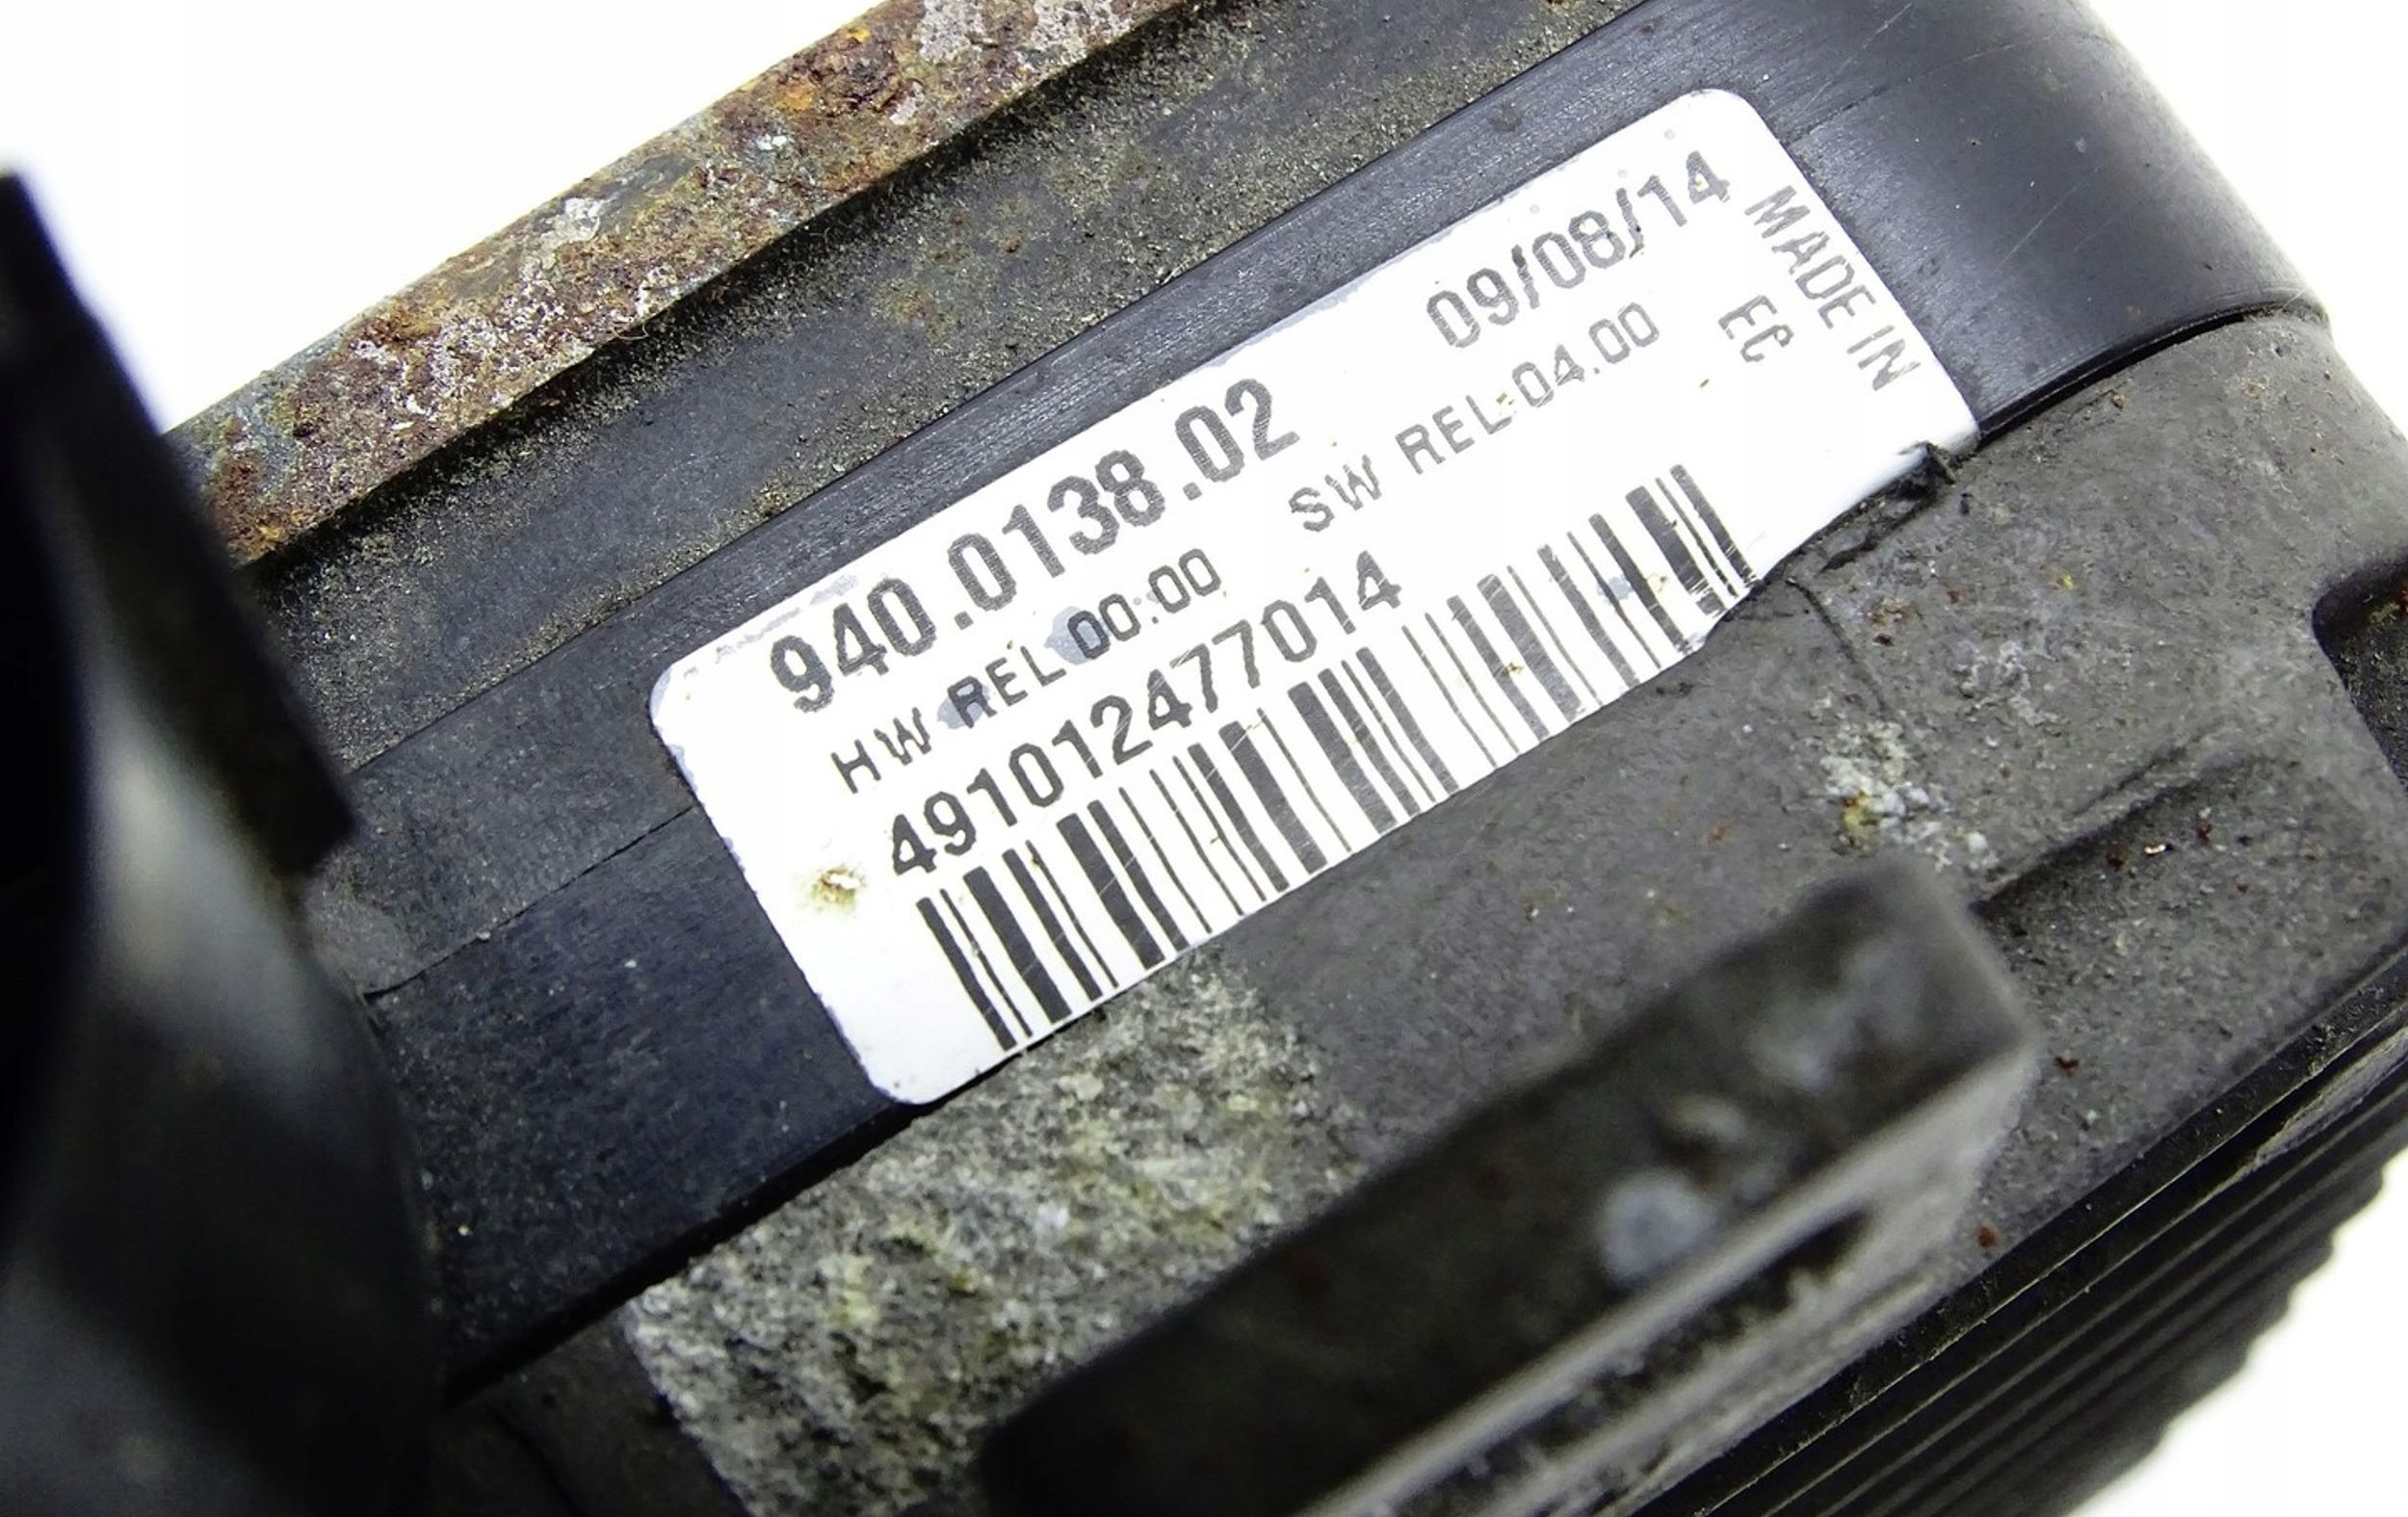 940.0138.02 09/08/14
HW REL 00:00 SW REL 04.00
491012477014
MADE IN
EC